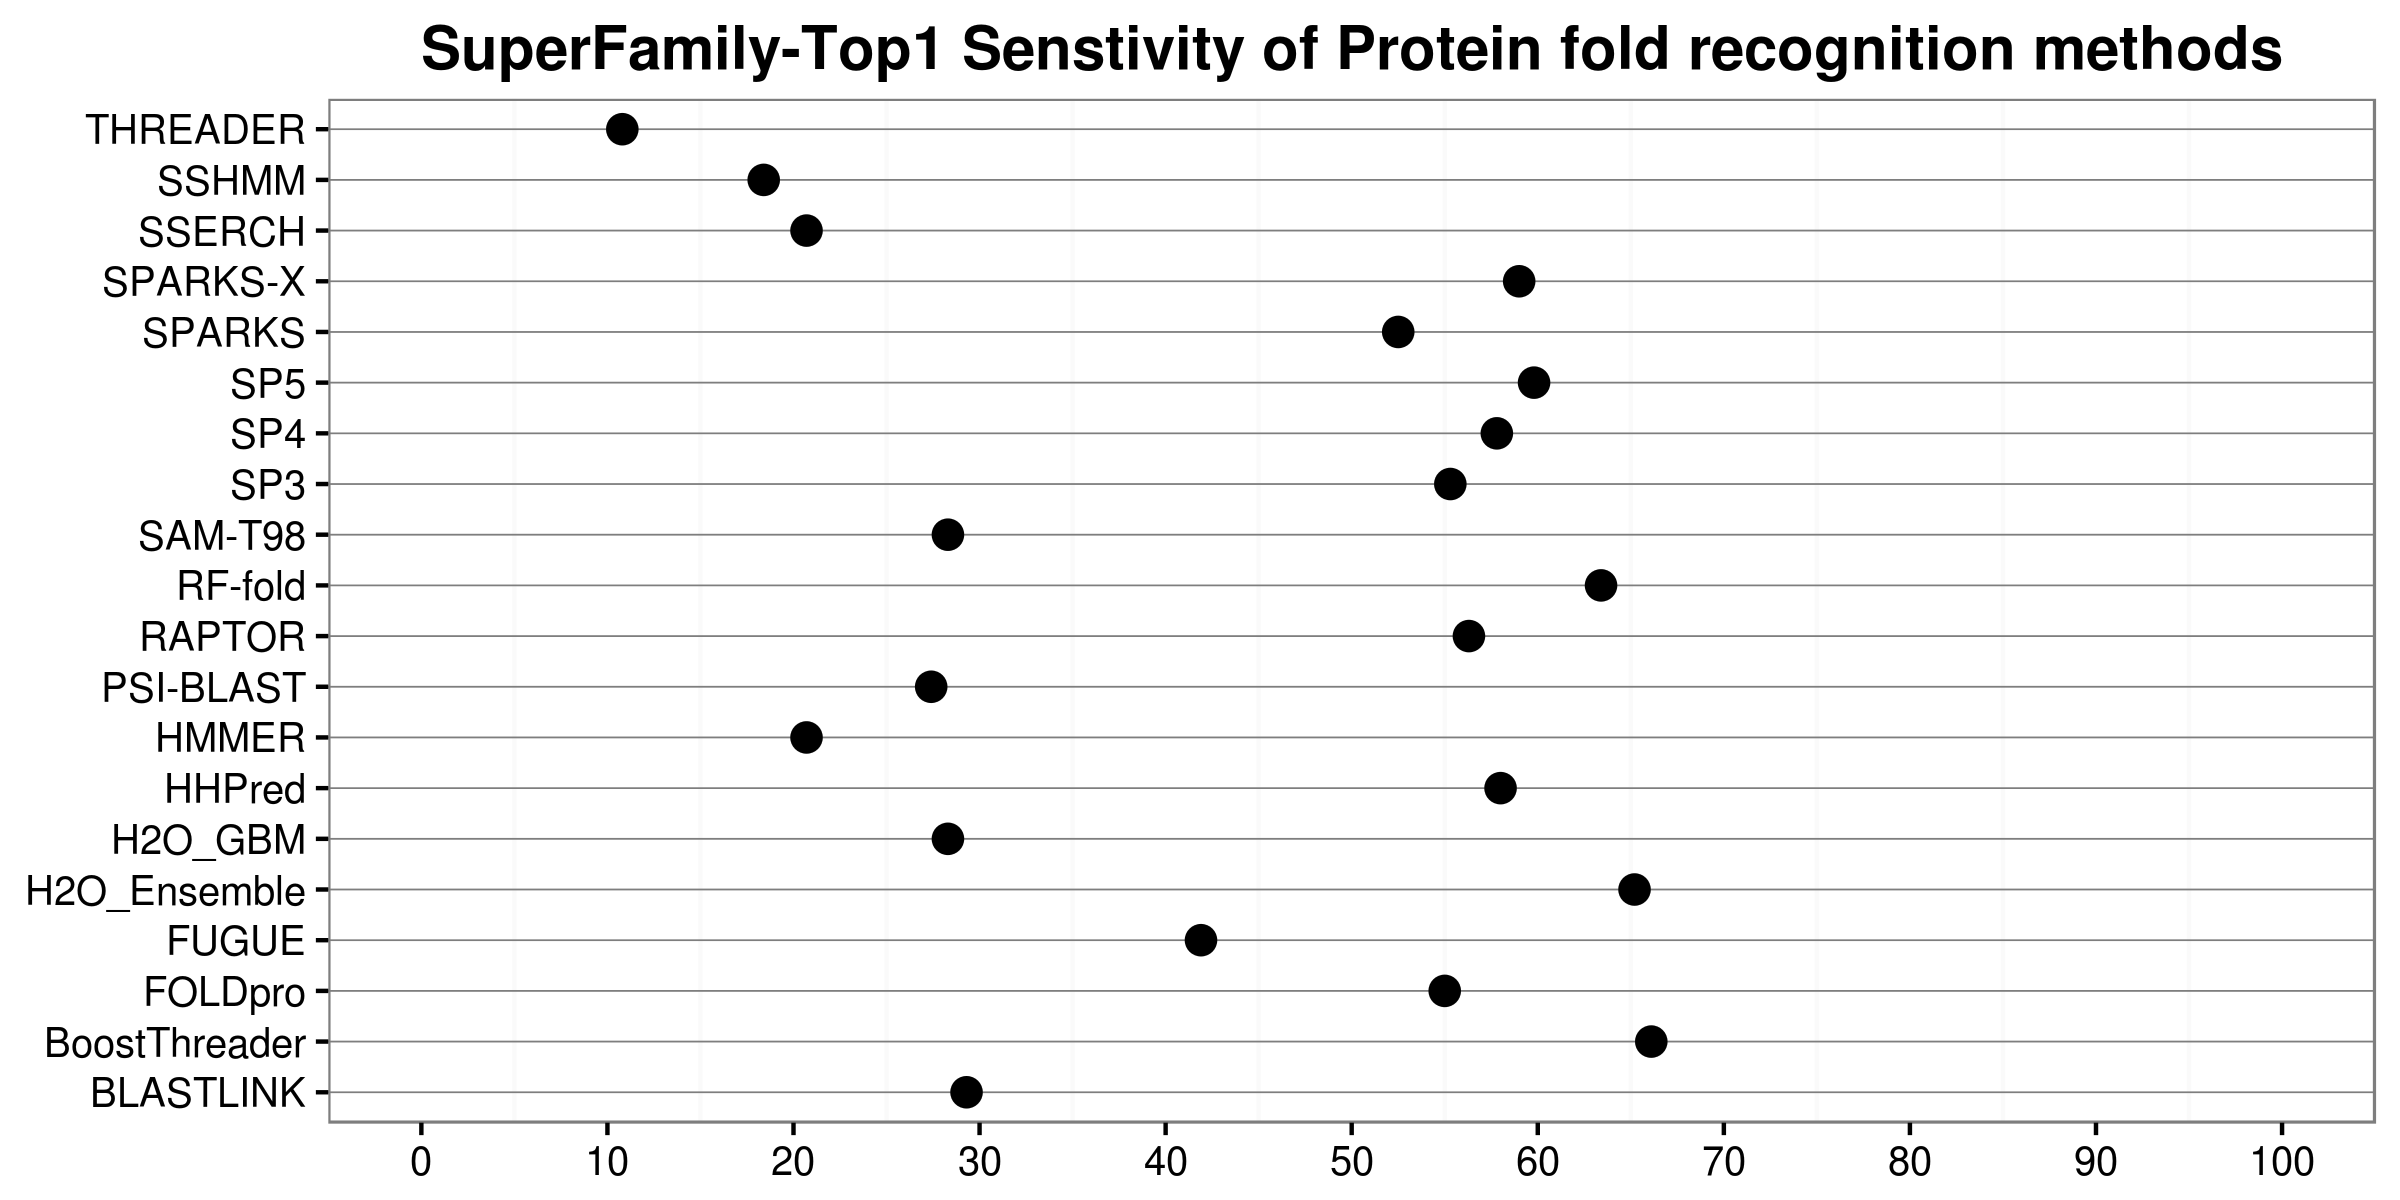 SuperFamily-Top1 Senstivity of Protein fold recognition methods
THREADER
SSHMM
SSERCH
SPARKS-X
SPARKS
SP5
SP4
SP3
SAM-T98
RF-fold
RAPTOR
PSI-BLAST
HMMER
HHPred
H2O_GBM
H2O_Ensemble
FUGUE
FOLDpro
BoostThreader
BLASTLINK
0 10 20 30 40 50 60 70 80 90 100